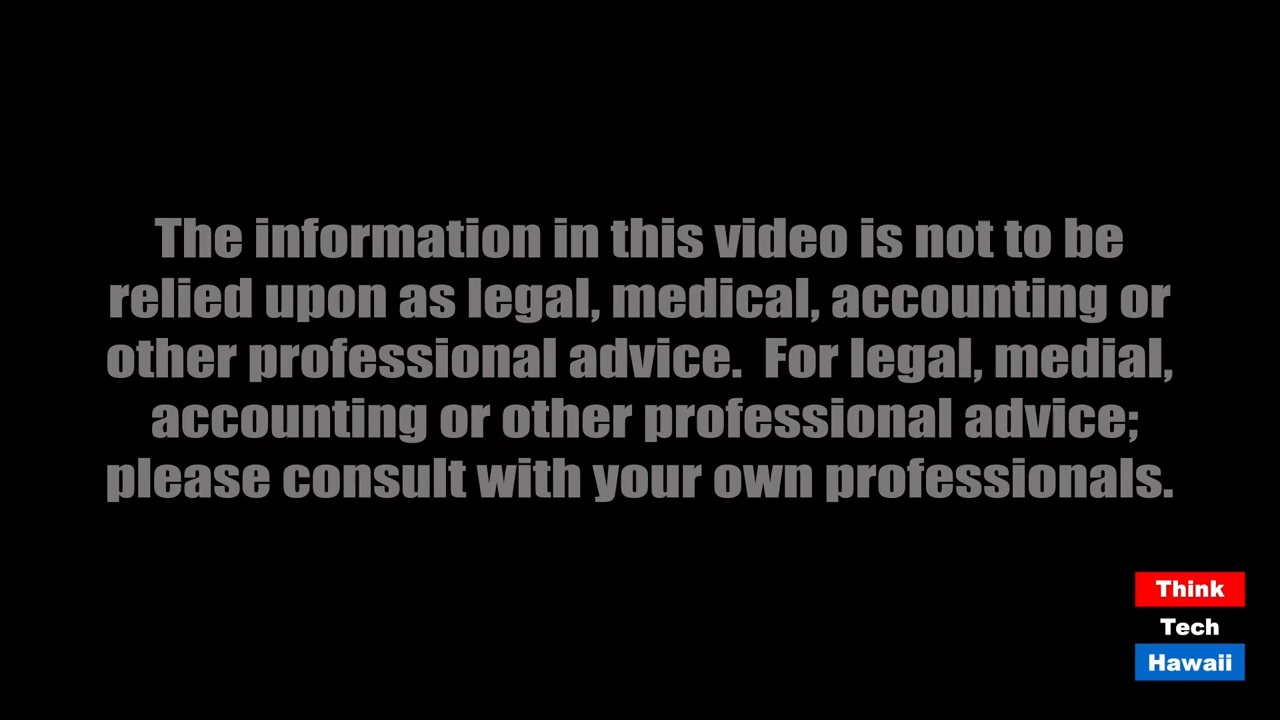 The information in this video is not to be
relied upon as legal, medical, accounting or
other professional advice.  For legal, medial,
accounting or other professional advice;
please consult with your own professionals.
Think
Tech
Hawaii